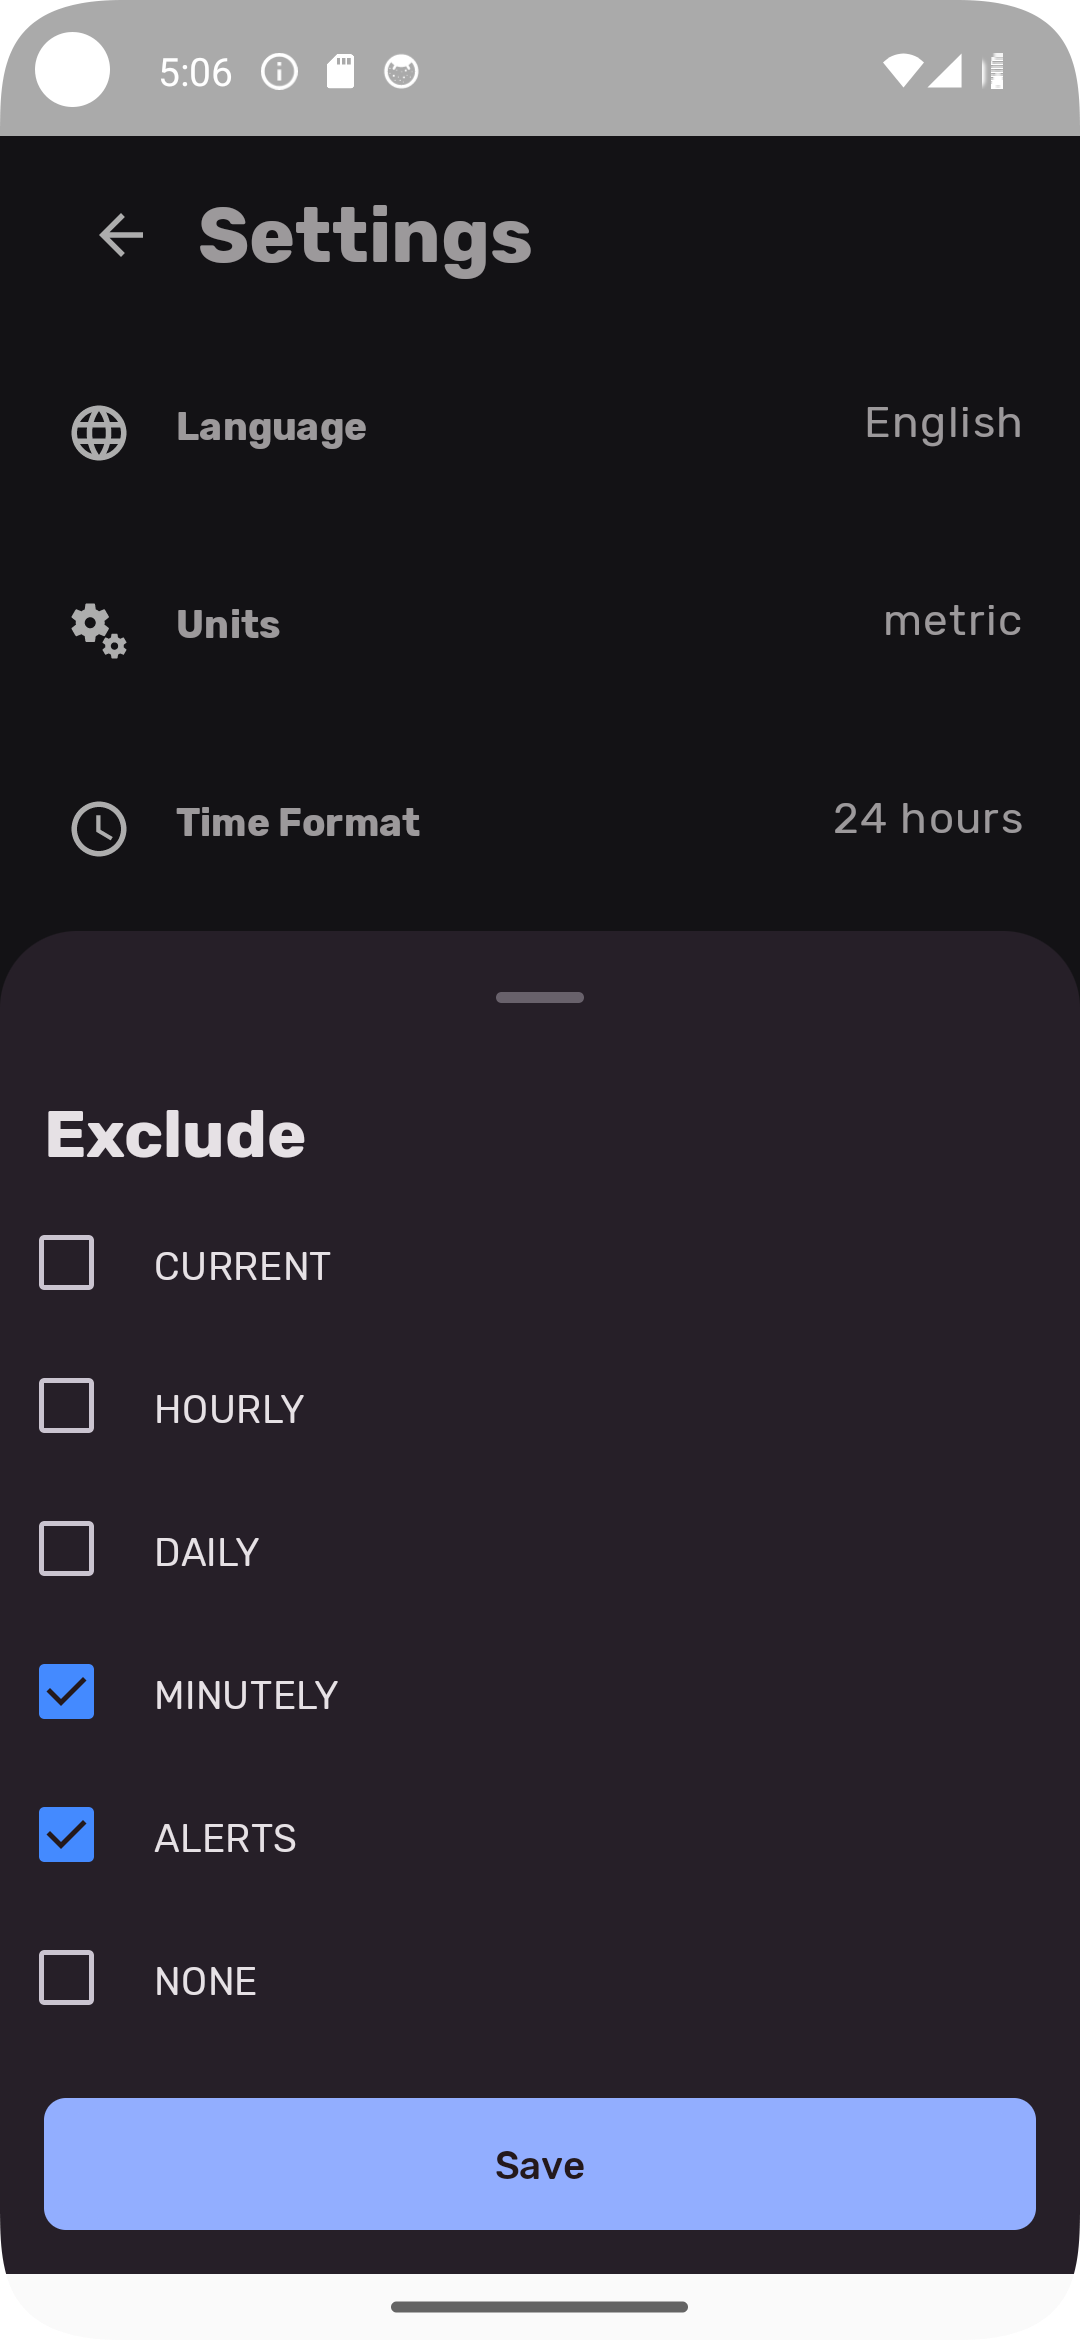 5:06
Settings
Language
English
Units
metric
Time Format
24 hours
Exclude
CURRENT
HOURLY
DAILY
MINUTELY
ALERTS
NONE
Save